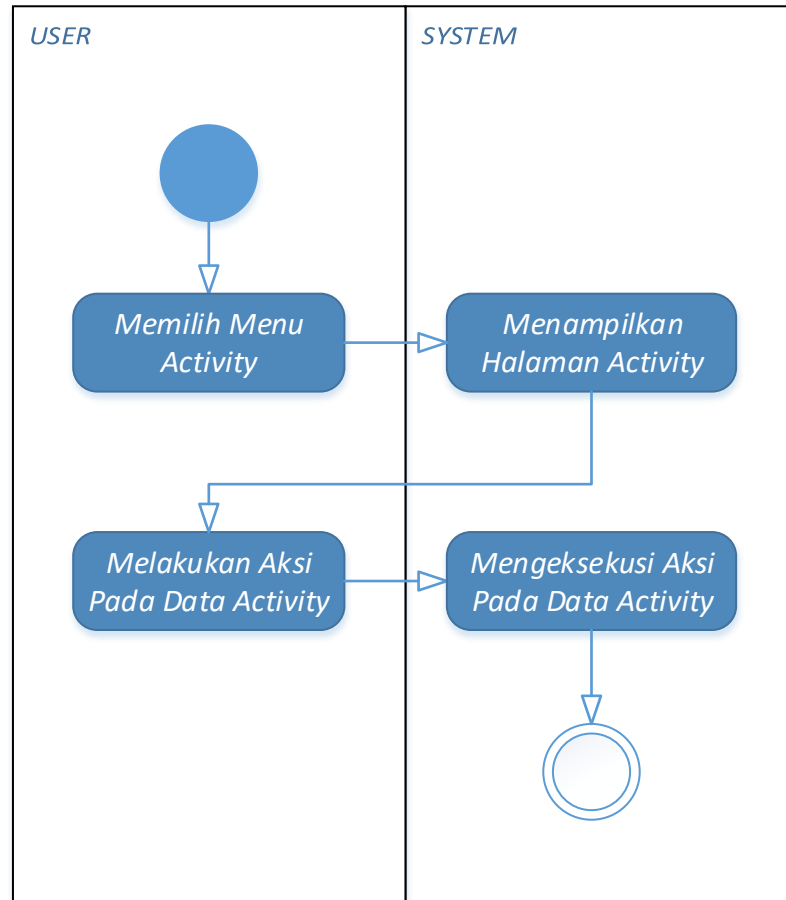 USER
SYSTEM
Memilih Menu
Activity
Menampilkan
Halaman Activity
Melakukan Aksi
Pada Data Activity
Mengeksekusi Aksi
Pada Data Activity